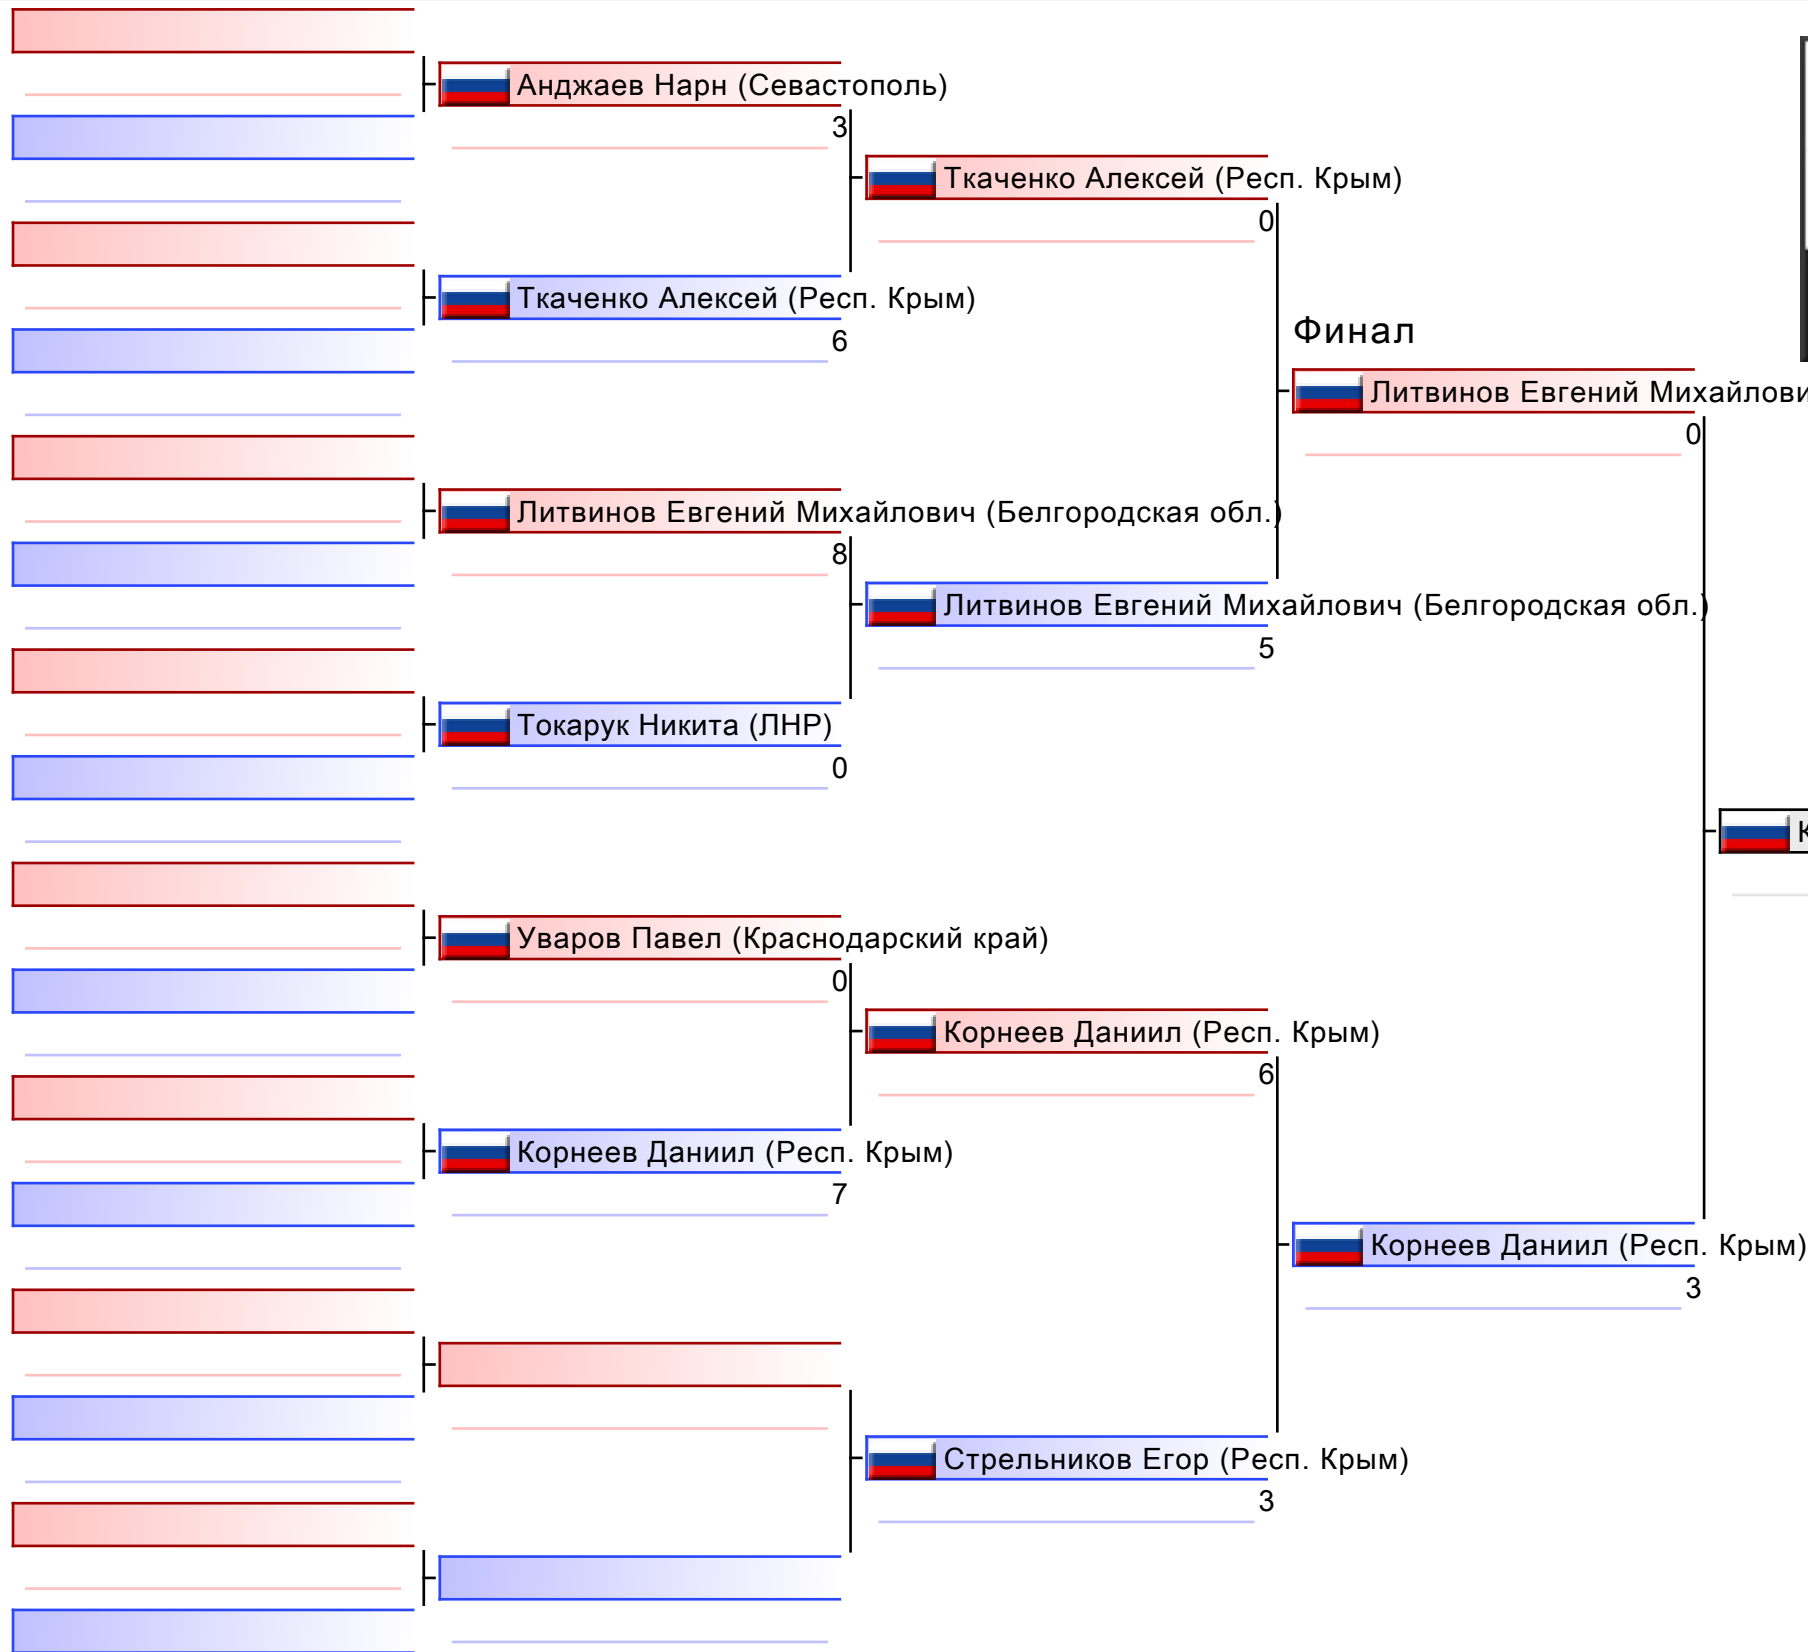 Анджаев Нарн (Севастополь)
3
Ткаченко Алексей (Респ. Крым)
0
Ткаченко Алексей (Респ. Крым)
6
Финал
Литвинов Евгений Михайлови
0
Литвинов Евгений Михайлович (Белгородская обл.)
8
Литвинов Евгений Михайлович (Белгородская обл.)
5
Токарук Никита (ЛНР)
0
К
Уваров Павел (Краснодарский край)
0
Корнеев Даниил (Респ. Крым)
6
Корнеев Даниил (Респ. Крым)
7
Корнеев Даниил (Респ. Крым)
3
Стрельников Егор (Респ. Крым)
3